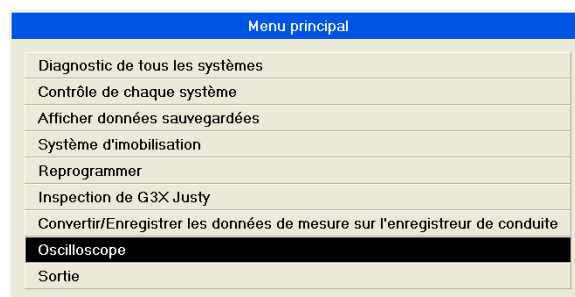 Menu principal
Diagnostic de tous les systèmes
Contrôle de chaque système
Afficher données sauvegardées
Système d'imobilisation
Reprogrammer
Inspection de G3X Justy
Convertir/Enregistrer les données de mesure sur l'enregistreur de conduite
Oscilloscope
Sortie